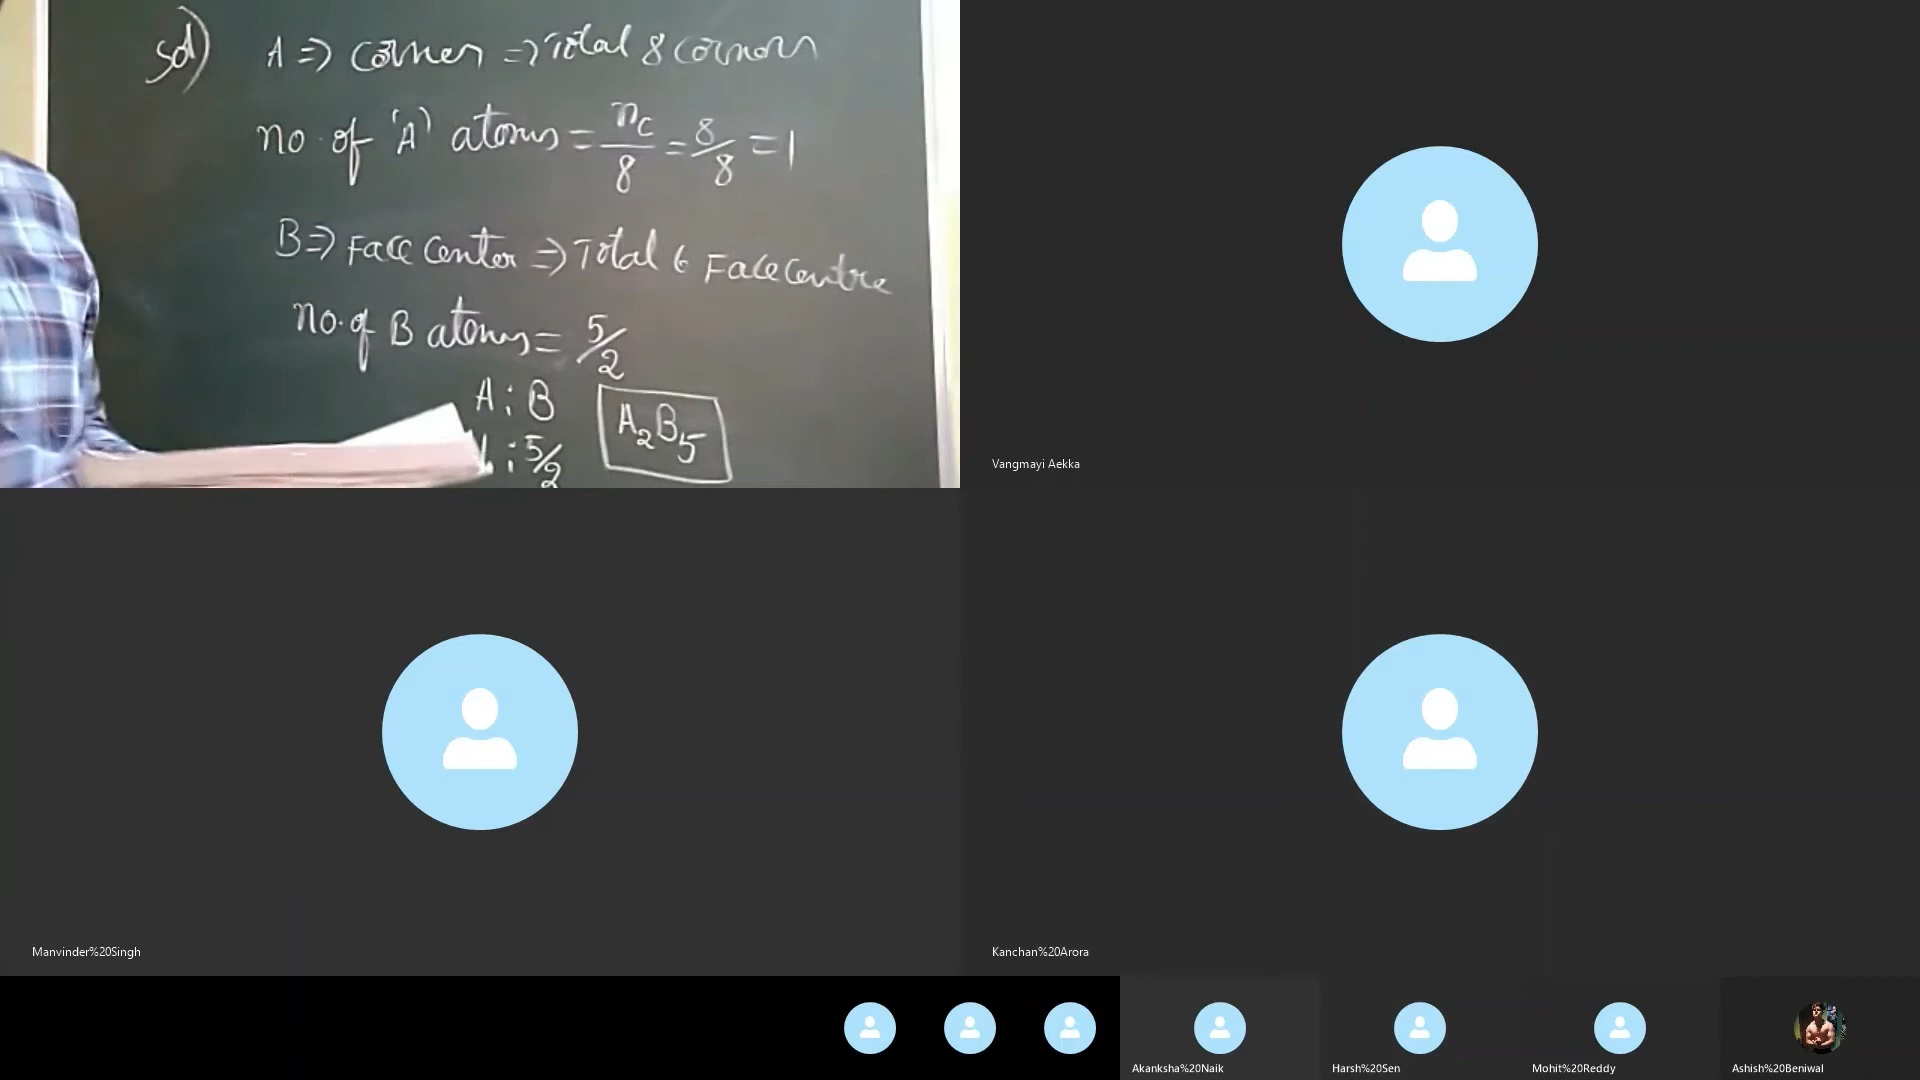 sol) A => Corner => Total 8 Corners
no. of 'A' atoms = nc/8 = 8/8 = 1
B => Face Center => Total 6 Face Centre
no. of B atoms = 5/2
A : B
1 : 5/2
A2B5
Vangmayi Aekka
Manvinder%20Singh
Kanchan%20Arora
Akanksha%20Naik
Harsh%20Sen
Mohit%20Reddy
Ashish%20Beniwal